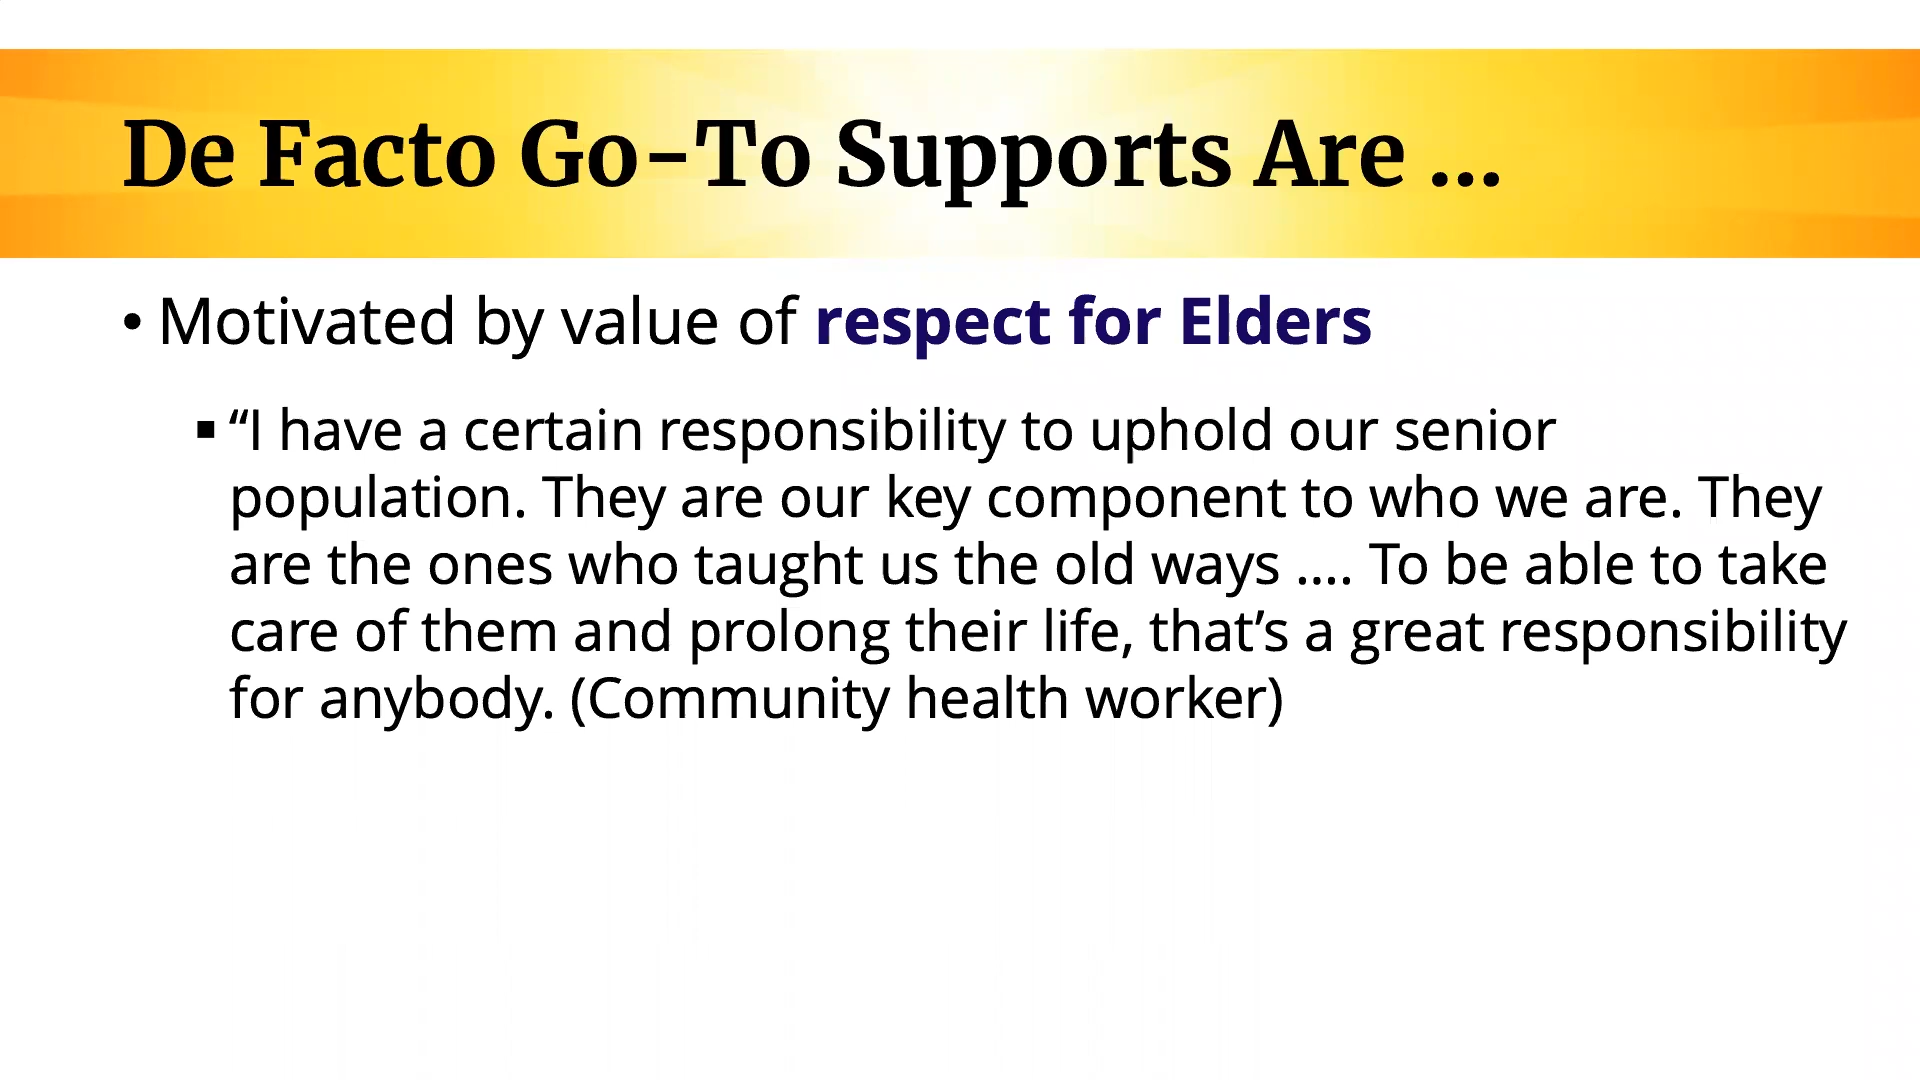 De Facto Go-To Supports Are ...
• Motivated by value of respect for Elders
▪ “I have a certain responsibility to uphold our senior
population. They are our key component to who we are. They
are the ones who taught us the old ways .... To be able to take
care of them and prolong their life, that’s a great responsibility
for anybody. (Community health worker)